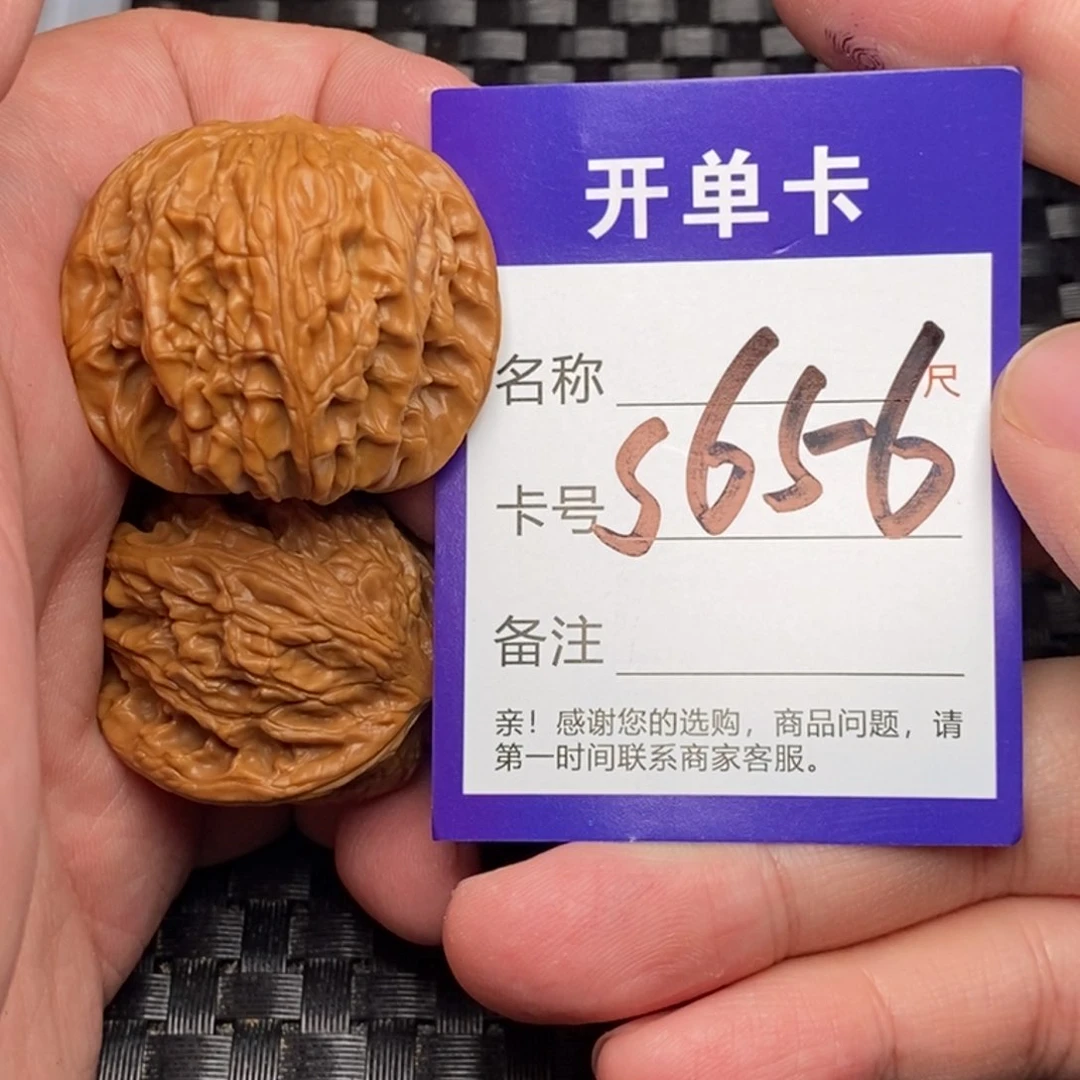 开单卡
名称
尺
s656
卡号
备注
亲！感谢您的选购，商品问题，请
第一时间联系商家客服。